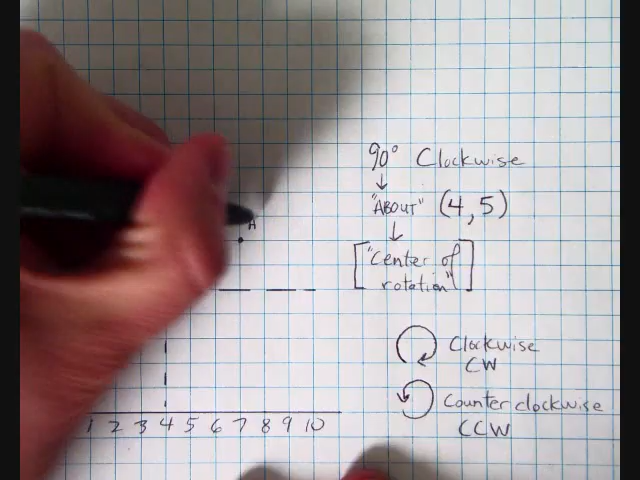 90° Clockwise
"ABOUT" (4,5)
["Center of
rotation"]
A
Clockwise
CW
Counter clockwise
CCW
1 2 3 4 5 6 7 8 9 10